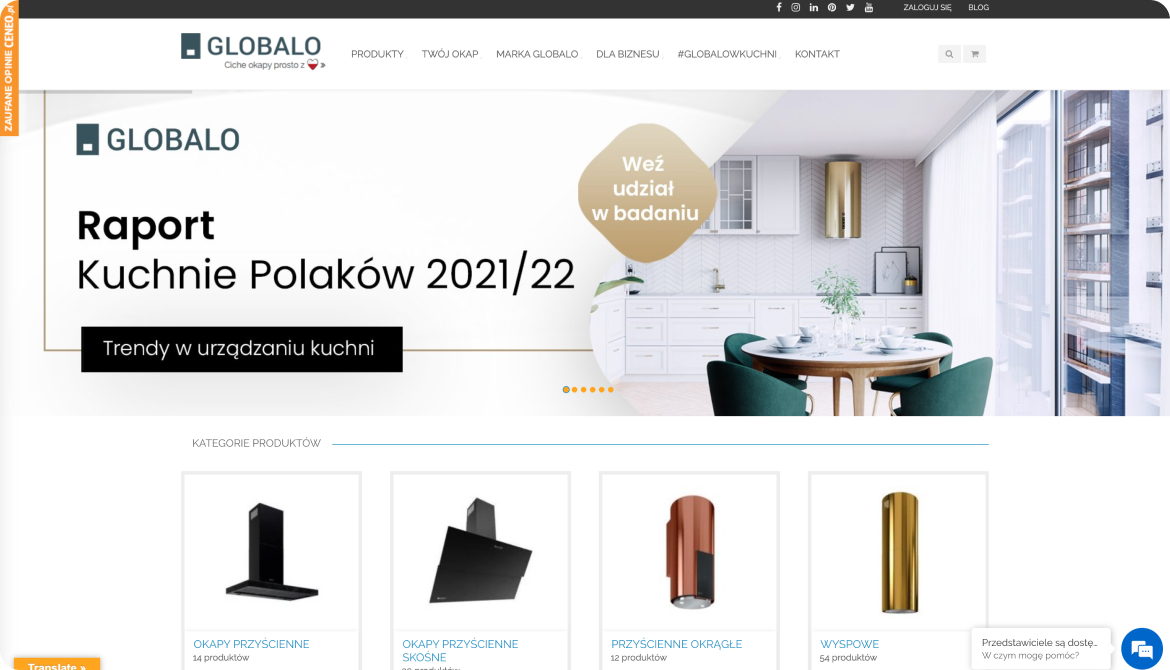 ZALOGUJ SIĘ BLOG
ZAUFANE OPINIE CENEO.pl
GLOBALO
Ciche okapy prosto z
PRODUKTY TWÓJ OKAP MARKA GLOBALO DLA BIZNESU #GLOBALOWKUCHNI KONTAKT
GLOBALO
Raport
Kuchnie Polaków 2021/22
Trendy w urządzaniu kuchni
Weź
udział
w badaniu
KATEGORIE PRODUKTÓW
OKAPY PRZYŚCIENNE
14 produktów
OKAPY PRZYŚCIENNE
SKOŚNE
produktów
PRZYŚCIENNE OKRĄGŁE
12 produktów
WYSPOWE
54 produktów
Przedstawiciele są dostę...
W czym mogę pomóc?
Translate »